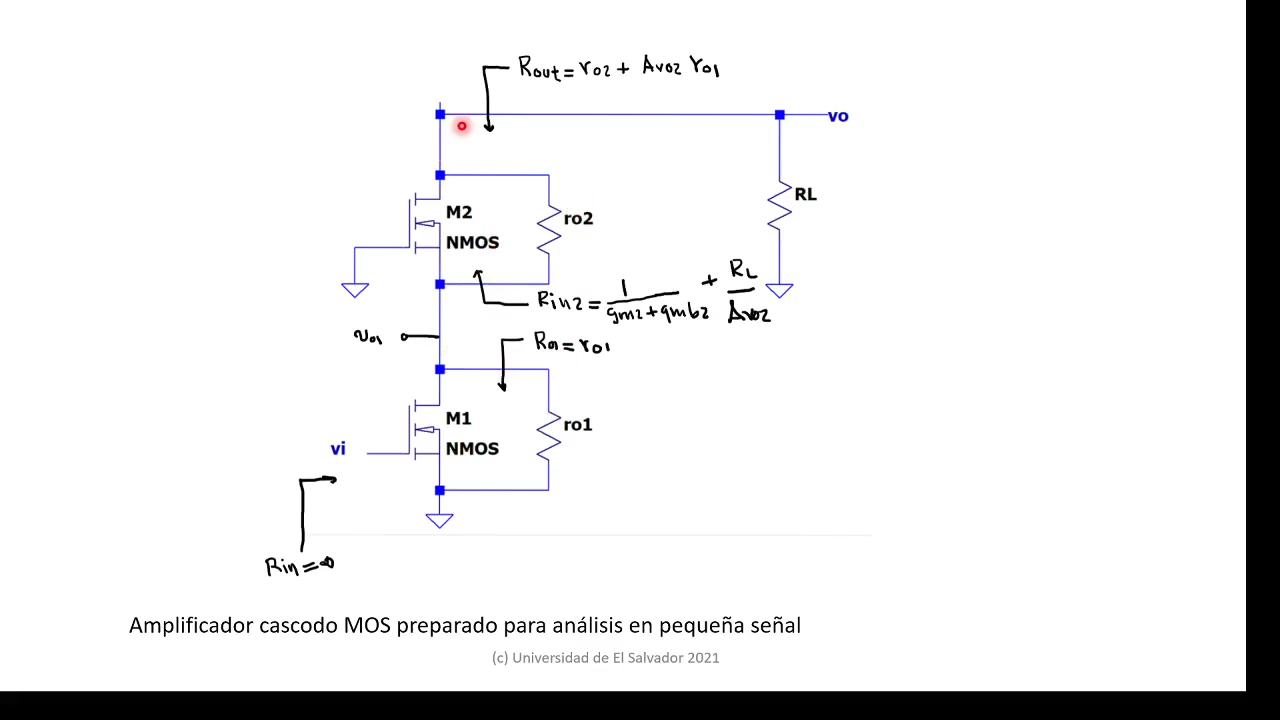 Rout = ro2 + Avo2 ro1
vo
RL
M2
ro2
NMOS
Rin2 = 1/(gm2+gmb2) + RL/Avo2
vo1
Ro1 = ro1
M1
ro1
vi
NMOS
Rin = ∞
Amplificador cascodo MOS preparado para análisis en pequeña señal
(c) Universidad de El Salvador 2021